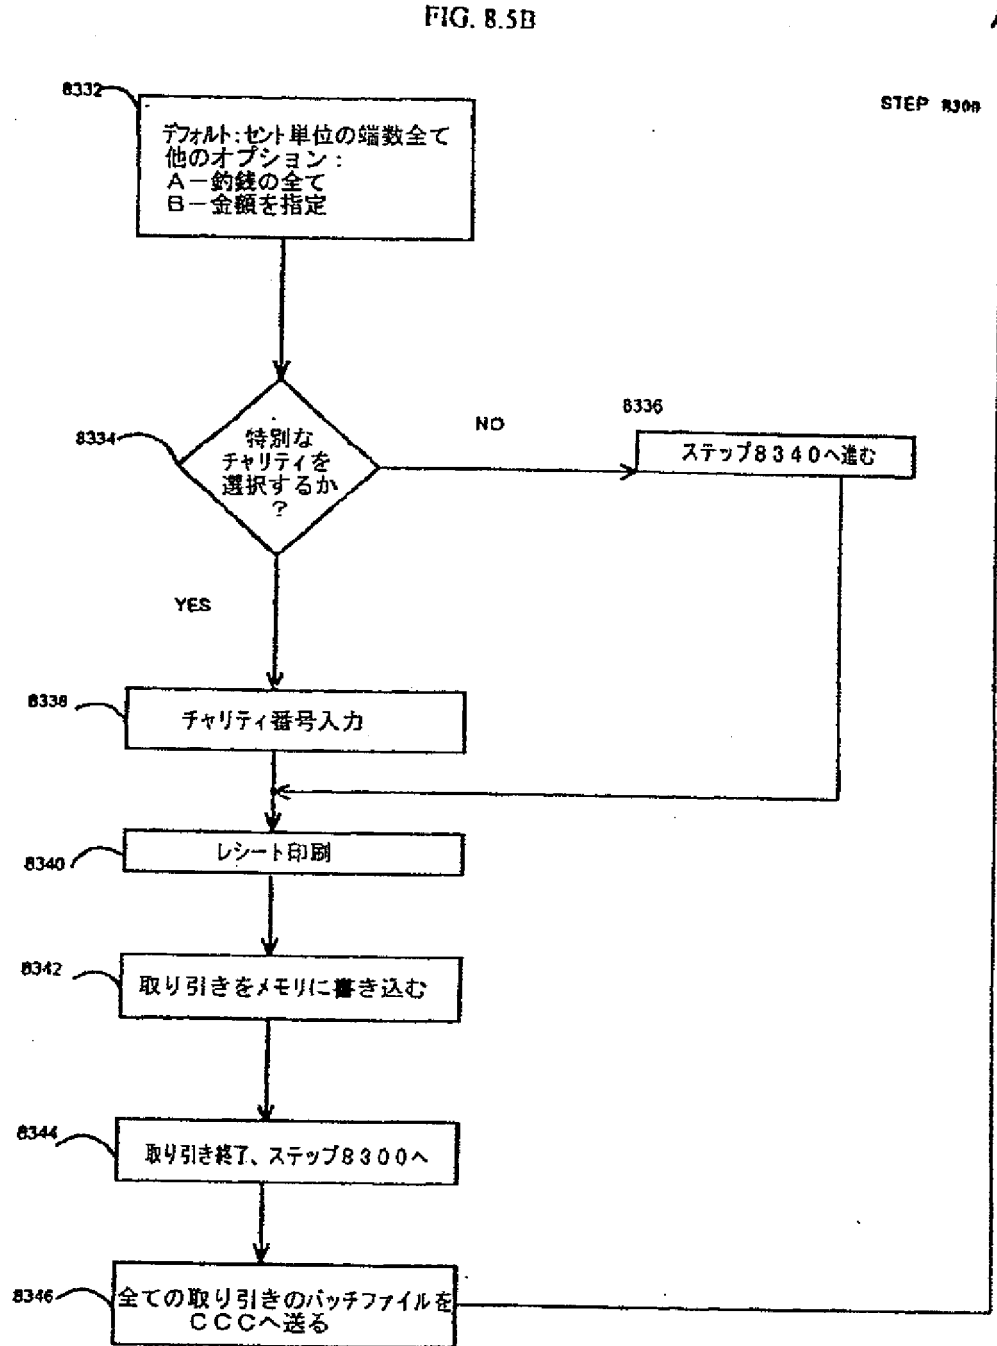 FIG. 8.5B
8332
STEP 8300
デフォルト:セント単位の端数全て
他のオプション:
A－釣銭の全て
B－金額を指定
8334
特別な
チャリティを
選択するか
?
NO
8336
ステップ8340へ進む
YES
8338
チャリティ番号入力
8340
レシート印刷
8342
取り引きをメモリに書き込む
8344
取り引き終了、ステップ8300へ
8346
全ての取り引きのバッチファイルを
CCCへ送る